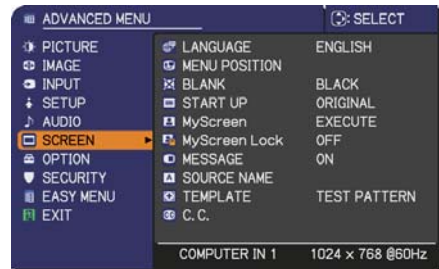 ADVANCED MENU : SELECT
PICTURE LANGUAGE ENGLISH
IMAGE MENU POSITION
INPUT BLANK BLACK
SETUP START UP ORIGINAL
AUDIO MyScreen EXECUTE
SCREEN MyScreen Lock OFF
OPTION MESSAGE ON
SECURITY SOURCE NAME
EASY MENU TEMPLATE TEST PATTERN
EXIT C. C.
COMPUTER IN 1 1024 x 768 @60Hz